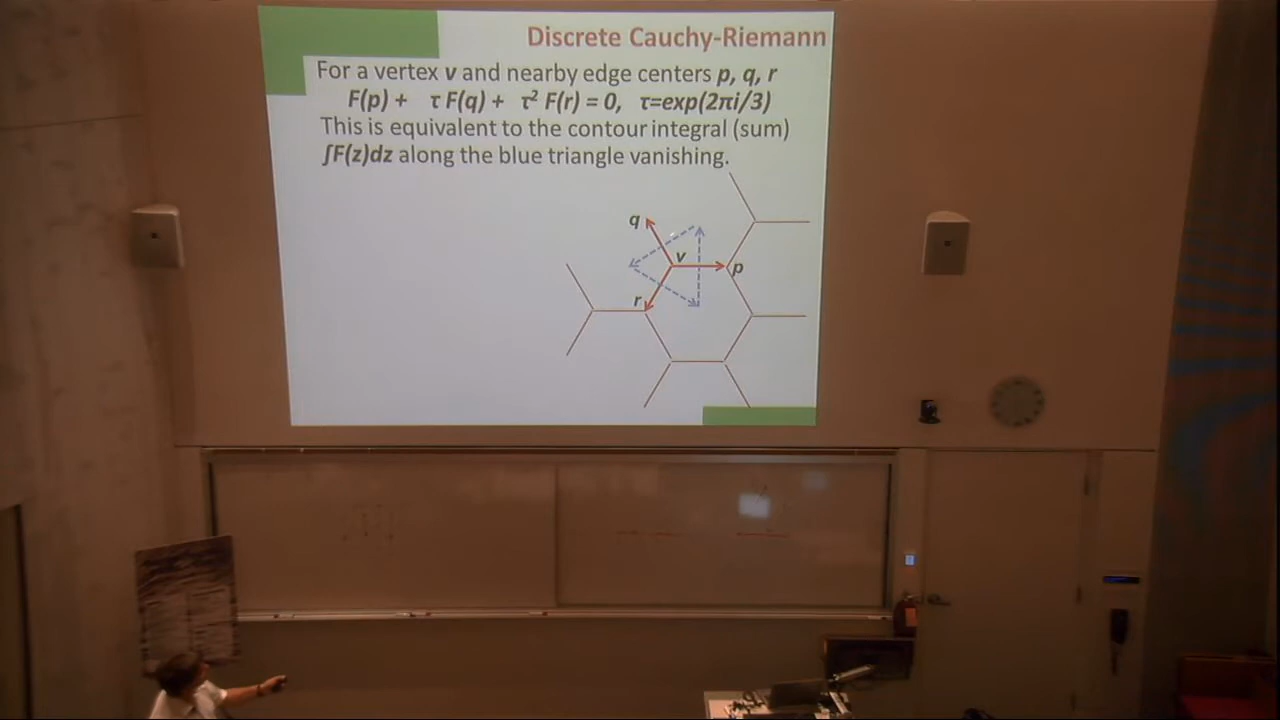 Discrete Cauchy-Riemann
For a vertex v and nearby edge centers p, q, r
F(p) + τ F(q) + τ² F(r) = 0, τ=exp(2πi/3)
This is equivalent to the contour integral (sum)
∫F(z)dz along the blue triangle vanishing.
q
v
p
r